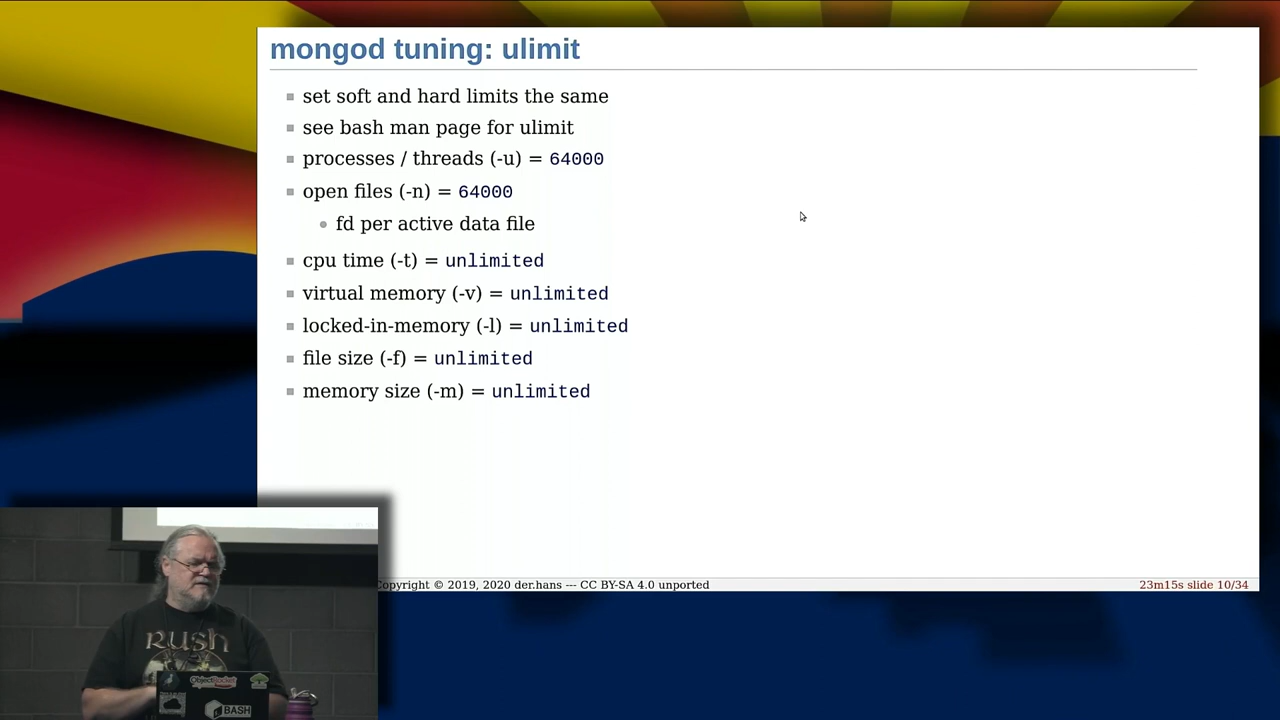 mongod tuning: ulimit
set soft and hard limits the same
see bash man page for ulimit
processes / threads (-u) = 64000
open files (-n) = 64000
fd per active data file
cpu time (-t) = unlimited
virtual memory (-v) = unlimited
locked-in-memory (-l) = unlimited
file size (-f) = unlimited
memory size (-m) = unlimited
opyright © 2019, 2020 der.hans --- CC BY-SA 4.0 unported
23m15s slide 10/34
RUSH
ObjectRocket
BASH